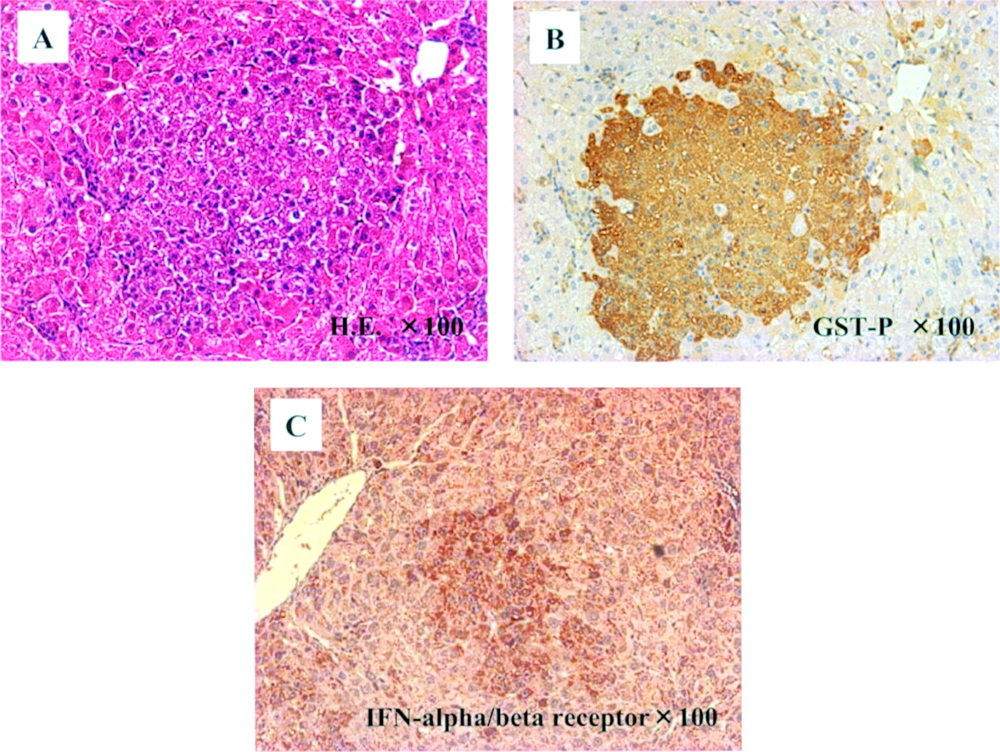 A
H.E. ×100
B
GST-P ×100
C
IFN-alpha/beta receptor × 100